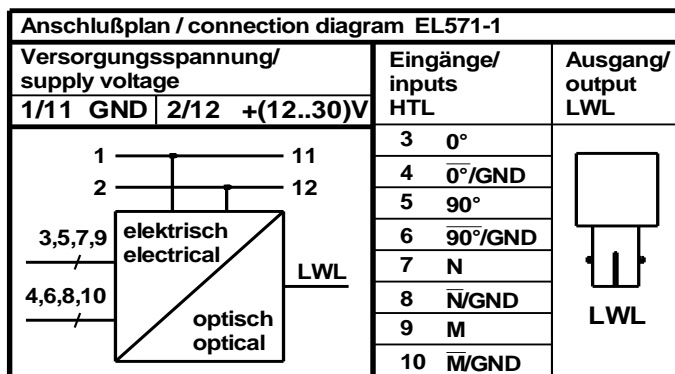 Anschlußplan / connection diagram EL571-1
Versorgungsspannung/
supply voltage
1/11 GND 2/12 +(12..30)V
Eingänge/
inputs
HTL
Ausgang/
output
LWL
1 11
2 12
3,5,7,9
4,6,8,10
elektrisch
electrical
optisch
optical
LWL
3 0°
4 0̅°̅/GND
5 90°
6 9̅0̅°̅/GND
7 N
8 N̅/GND
9 M
10 M̅/GND
LWL